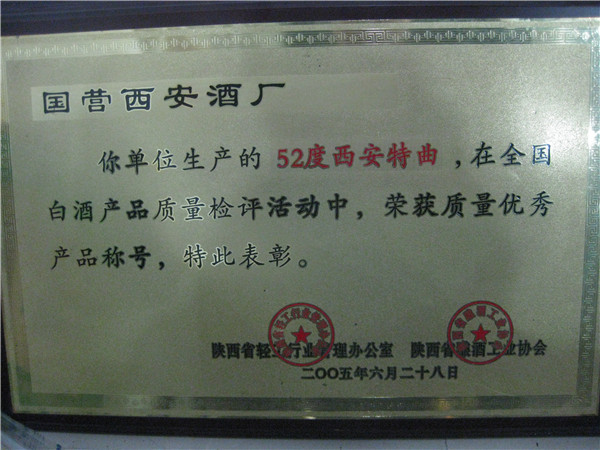 国营西安酒厂
你单位生产的 52度西安特曲，在全国
白酒产品质量检评活动中，荣获质量优秀
产品称号，特此表彰。
陕西省轻工行业管理办公室 陕西省酿酒工业协会
二〇〇五年六月二十八日